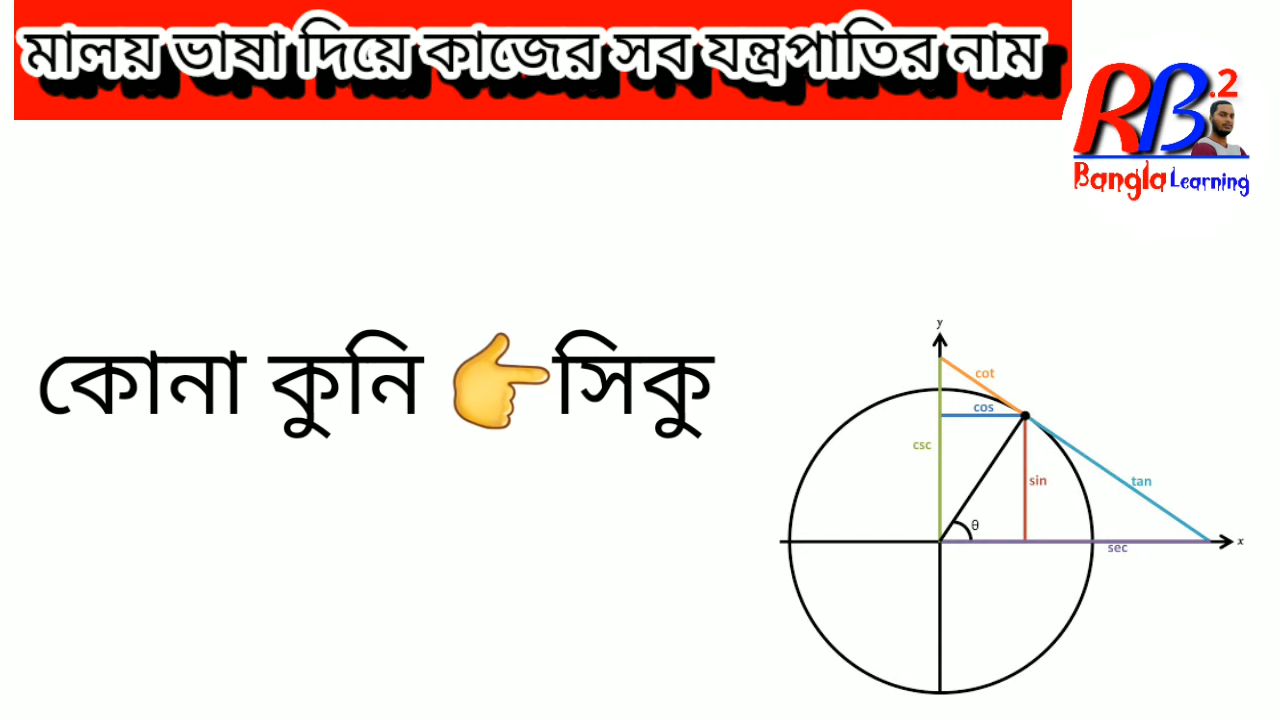 মালয় ভাষা দিয়ে কাজের সব যন্ত্রপাতির নাম
RB.2
Bangla Learning
কোনা কুনি 👉সিকু
y
cot
cos
csc
sin
tan
θ
sec
x